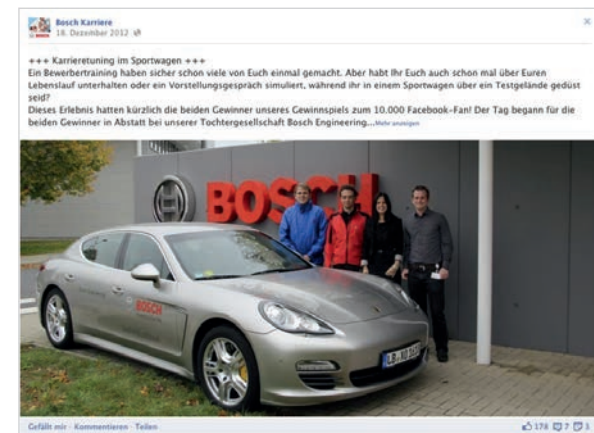 Bosch Karriere
18. Dezember 2012
+++ Karrieretuning im Sportwagen +++
Ein Bewerbertraining haben sicher schon viele von Euch einmal gemacht. Aber habt Ihr Euch auch schon mal über Euren
Lebenslauf unterhalten oder ein Vorstellungsgespräch simuliert, während ihr in einem Sportwagen über ein Testgelände gedüst
seid?
Dieses Erlebnis hatten kürzlich die beiden Gewinner unseres Gewinnspiels zum 10.000 Facebook-Fan! Der Tag begann für die
beiden Gewinner in Abstatt bei unserer Tochtergesellschaft Bosch Engineering...Mehr anzeigen
BOSCH
BOSCH
Gefällt mir · Kommentieren · Teilen
178 7 3